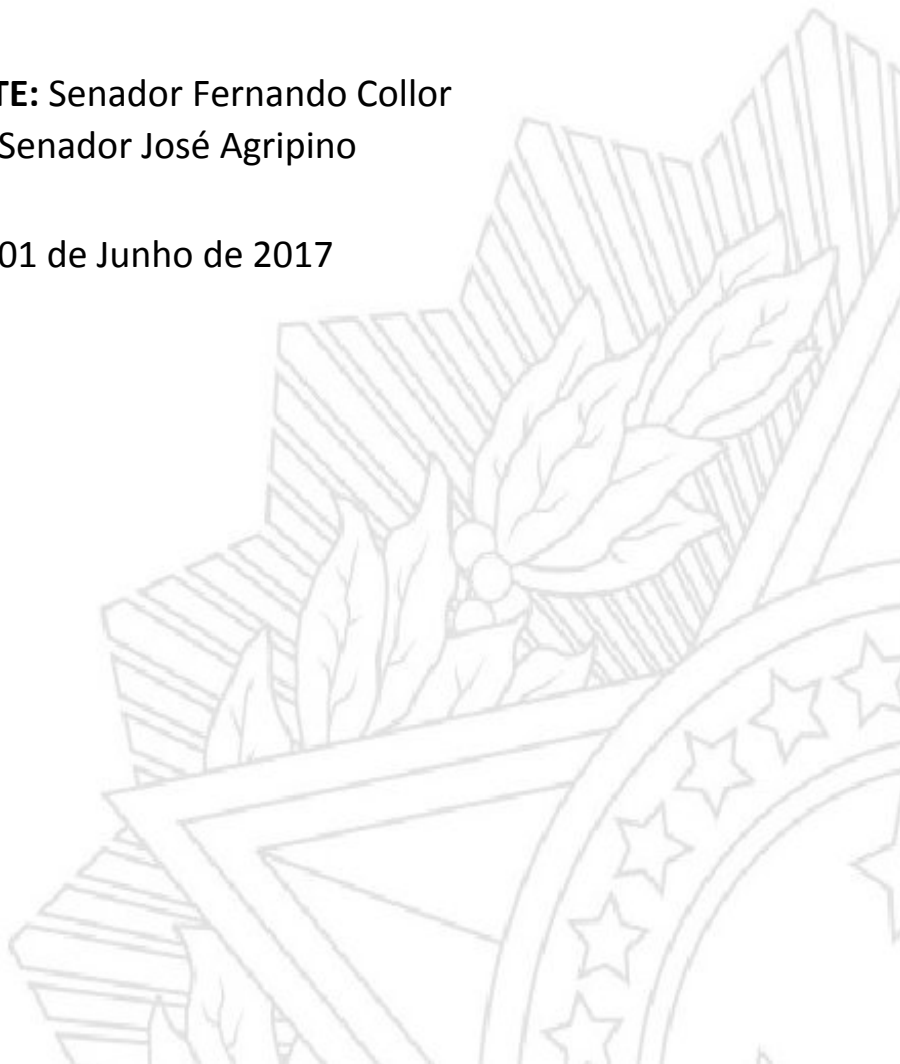 TE: Senador Fernando Collor
Senador José Agripino
01 de Junho de 2017